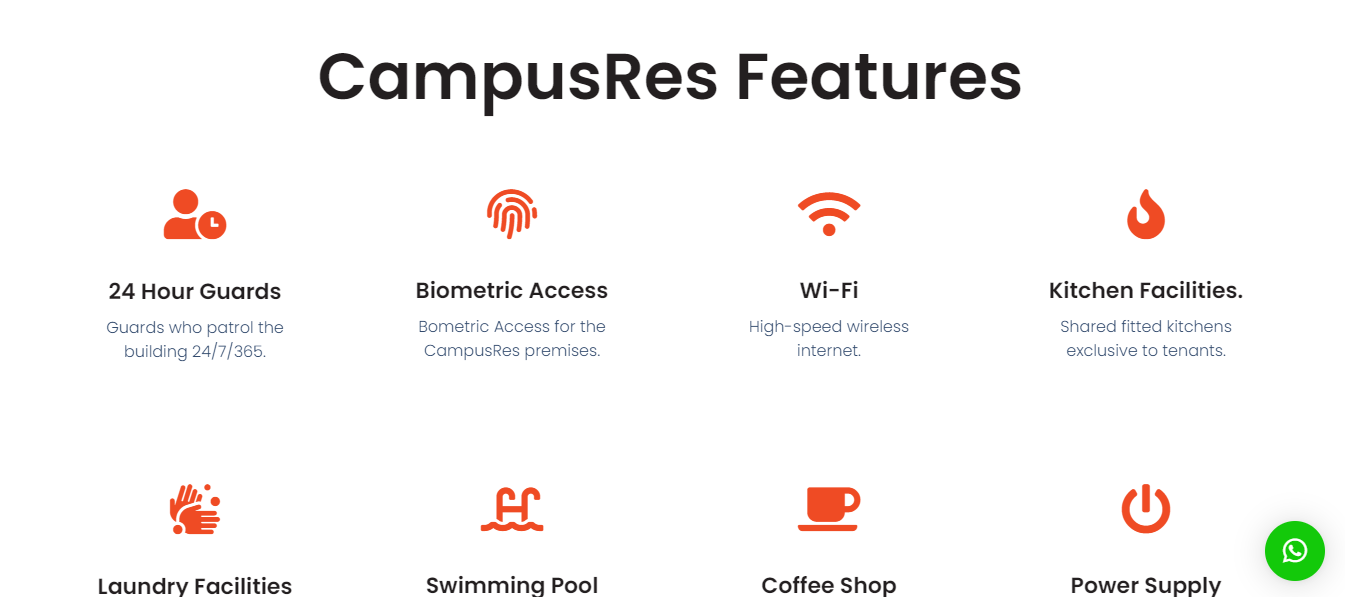 CampusRes Features
24 Hour Guards
Guards who patrol the
building 24/7/365.
Biometric Access
Bometric Access for the
CampusRes premises.
Wi-Fi
High-speed wireless
internet.
Kitchen Facilities.
Shared fitted kitchens
exclusive to tenants.
Laundry Facilities
Swimming Pool
Coffee Shop
Power Supply